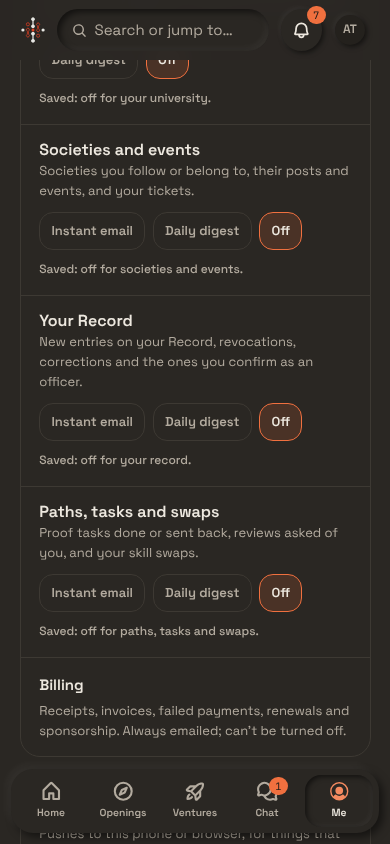 Search or jump to...
7
AT
Daily digest
Off
Saved: off for your university.
Societies and events
Societies you follow or belong to, their posts and
events, and your tickets.
Instant email
Daily digest
Off
Saved: off for societies and events.
Your Record
New entries on your Record, revocations,
corrections and the ones you confirm as an
officer.
Instant email
Daily digest
Off
Saved: off for your record.
Paths, tasks and swaps
Proof tasks done or sent back, reviews asked of
you, and your skill swaps.
Instant email
Daily digest
Off
Saved: off for paths, tasks and swaps.
Billing
Receipts, invoices, failed payments, renewals and
sponsorship. Always emailed; can't be turned off.
Home
Openings
Ventures
1
Chat
Me
Pushes to this phone or browser, for things that